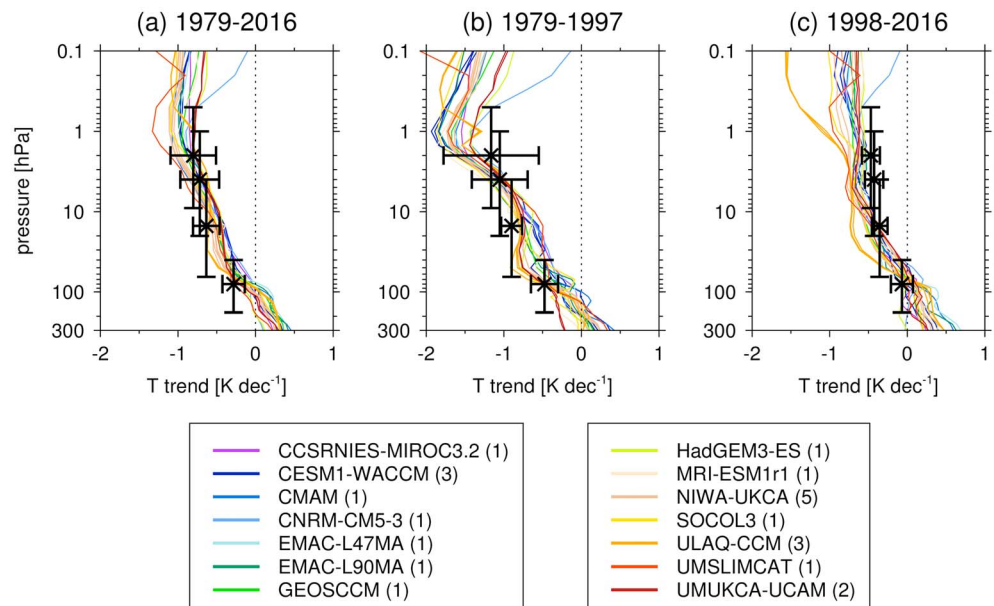 (a) 1979-2016
(b) 1979-1997
(c) 1998-2016
pressure [hPa]
0.1
1
10
100
300
-2
-1
0
1
T trend [K dec⁻¹]
0.1
1
10
100
300
-2
-1
0
1
T trend [K dec⁻¹]
0.1
1
10
100
300
-2
-1
0
1
T trend [K dec⁻¹]
CCSRNIES-MIROC3.2 (1)
CESM1-WACCM (3)
CMAM (1)
CNRM-CM5-3 (1)
EMAC-L47MA (1)
EMAC-L90MA (1)
GEOSCCM (1)
HadGEM3-ES (1)
MRI-ESM1r1 (1)
NIWA-UKCA (5)
SOCOL3 (1)
ULAQ-CCM (3)
UMSLIMCAT (1)
UMUKCA-UCAM (2)